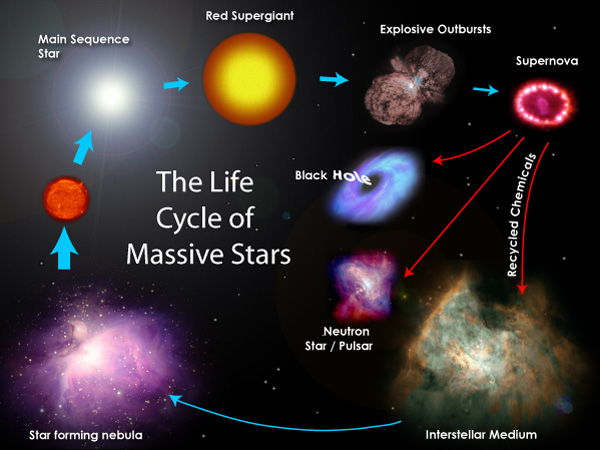 Red Supergiant
Main Sequence
Star
Explosive Outbursts
Supernova
The Life
Cycle of
Massive Stars
Black Hole
Recycled Chemicals
Neutron
Star / Pulsar
Star forming nebula
Interstellar Medium